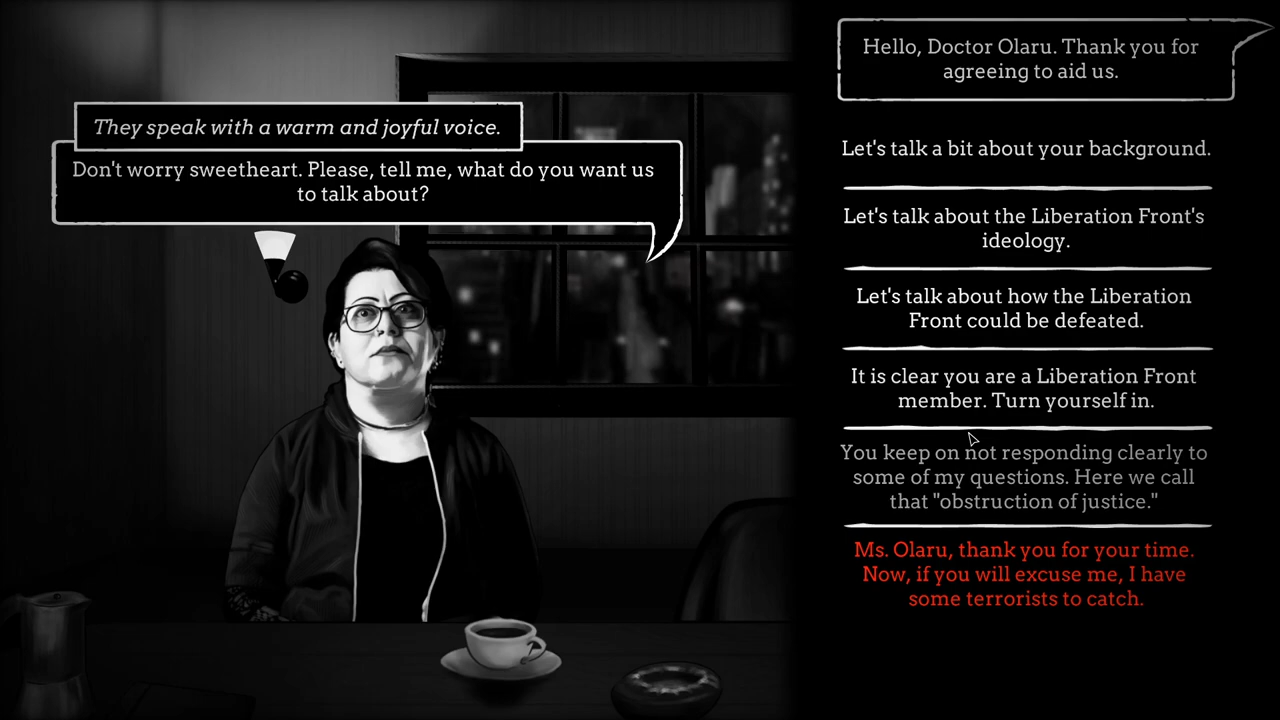 Hello, Doctor Olaru. Thank you for
agreeing to aid us.
They speak with a warm and joyful voice.
Don't worry sweetheart. Please, tell me, what do you want us
to talk about?
Let's talk a bit about your background.
Let's talk about the Liberation Front's
ideology.
Let's talk about how the Liberation
Front could be defeated.
It is clear you are a Liberation Front
member. Turn yourself in.
You keep on not responding clearly to
some of my questions. Here we call
that "obstruction of justice."
Ms. Olaru, thank you for your time.
Now, if you will excuse me, I have
some terrorists to catch.